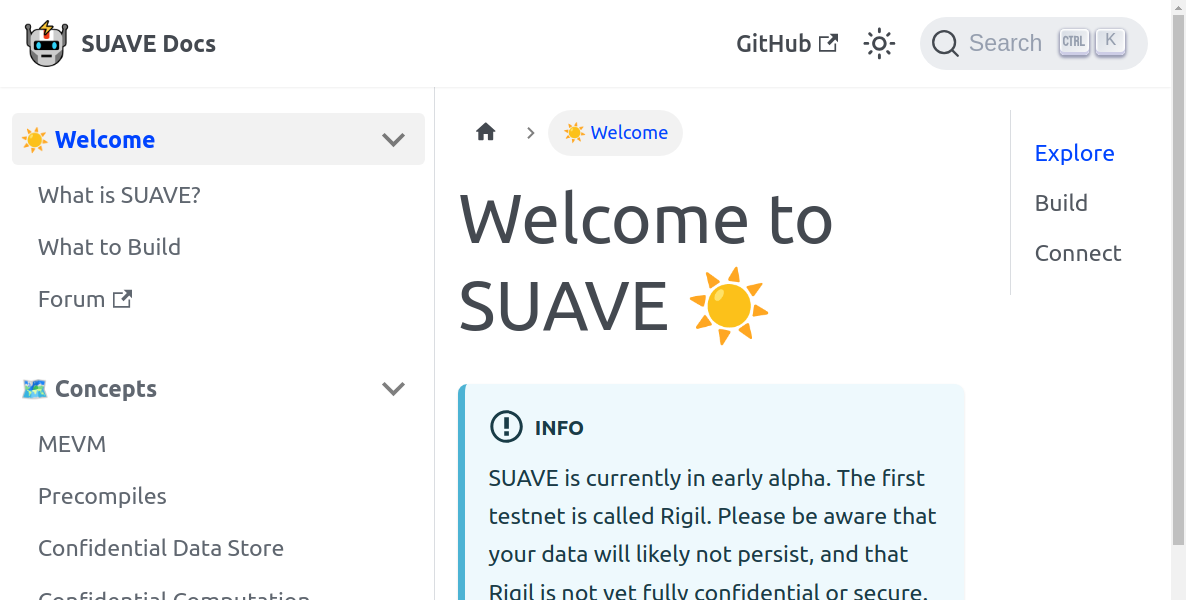 SUAVE Docs
GitHub
Search
CTRL
K
Welcome
What is SUAVE?
What to Build
Forum
Concepts
MEVM
Precompiles
Confidential Data Store
Confidential Computation
Welcome
Welcome to
SUAVE
INFO
SUAVE is currently in early alpha. The first
testnet is called Rigil. Please be aware that
your data will likely not persist, and that
Rigil is not yet fully confidential or secure.
Explore
Build
Connect